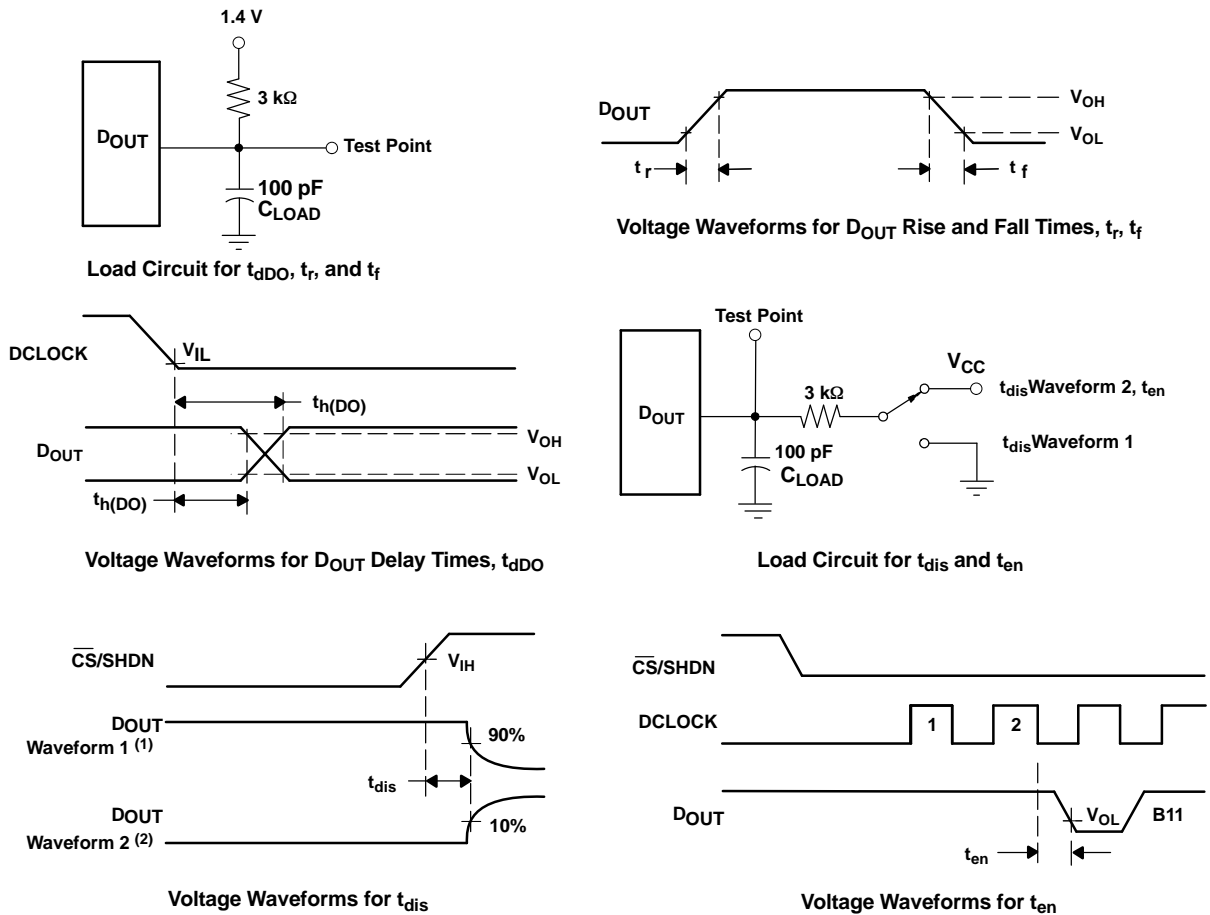 1.4 V
3 kΩ
DOUT
Test Point
100 pF
CLOAD
Load Circuit for tdDO, tr, and tf
DOUT
VOH
VOL
tr
tf
Voltage Waveforms for DOUT Rise and Fall Times, tr, tf
DCLOCK
VIL
th(DO)
DOUT
VOH
VOL
th(DO)
Voltage Waveforms for DOUT Delay Times, tdDO
Test Point
DOUT
3 kΩ
VCC
tdisWaveform 2, ten
100 pF
CLOAD
tdisWaveform 1
Load Circuit for tdis and ten
C̅S̅/SHDN
VIH
DOUT
Waveform 1 (1)
90%
tdis
DOUT
Waveform 2 (2)
10%
Voltage Waveforms for tdis
C̅S̅/SHDN
DCLOCK
1
2
DOUT
VOL
B11
ten
Voltage Waveforms for ten